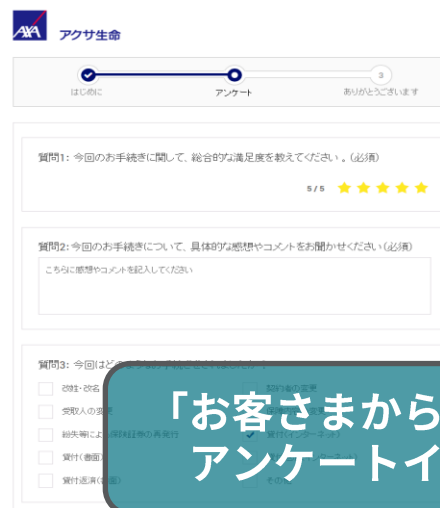 AXA アクサ生命
3
はじめに アンケート ありがとうございます
質問1: 今回のお手続きに関して、総合的な満足度を教えてください。(必須)
5/5
質問2: 今回のお手続きについて、具体的な感想やコメントをお聞かせください(必須)
こちらに感想やコメントを記入してください
質問3: 今回は
改姓・改名 契約者の変更
受取人の変更
紛失等による保険証券の再発行 貸付(インターネット)
貸付(書面)
貸付返済(書面) その他
「お客さまから
アンケートイ